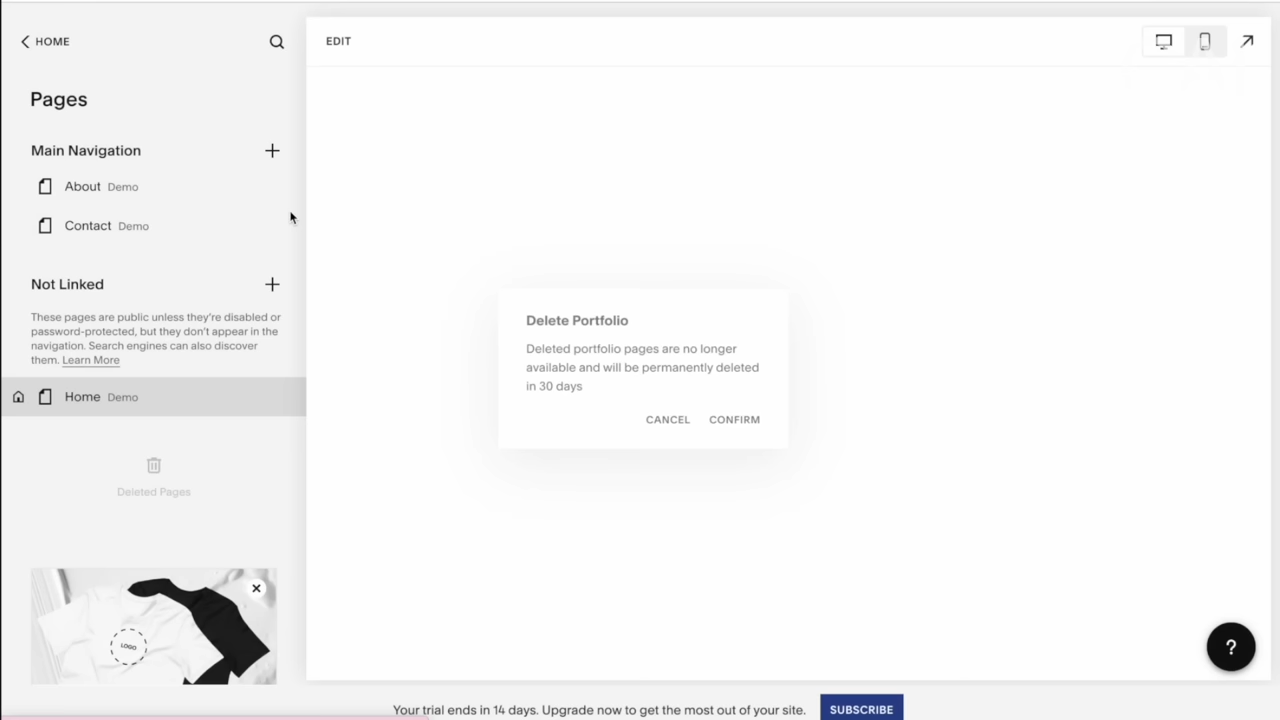 HOME
EDIT
Pages
Main Navigation
About Demo
Contact Demo
Not Linked
These pages are public unless they're disabled or
password-protected, but they don't appear in the
navigation. Search engines can also discover
them. Learn More
Home Demo
Deleted Pages
LOGO
Delete Portfolio
Deleted portfolio pages are no longer
available and will be permanently deleted
in 30 days
CANCEL CONFIRM
?
Your trial ends in 14 days. Upgrade now to get the most out of your site. SUBSCRIBE